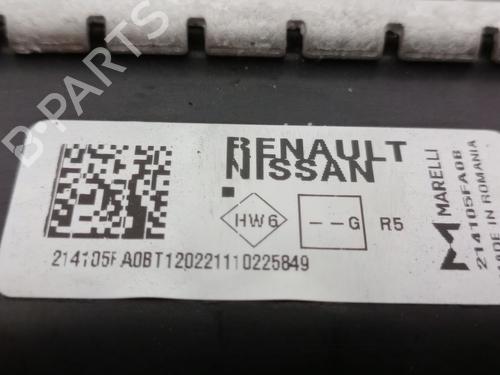 B-PARTS
RENAULT
NISSAN
HW6
--G
R5
214105FA0BT120221110225849
MARELLI
214105FA0B
MADE IN ROMANIA